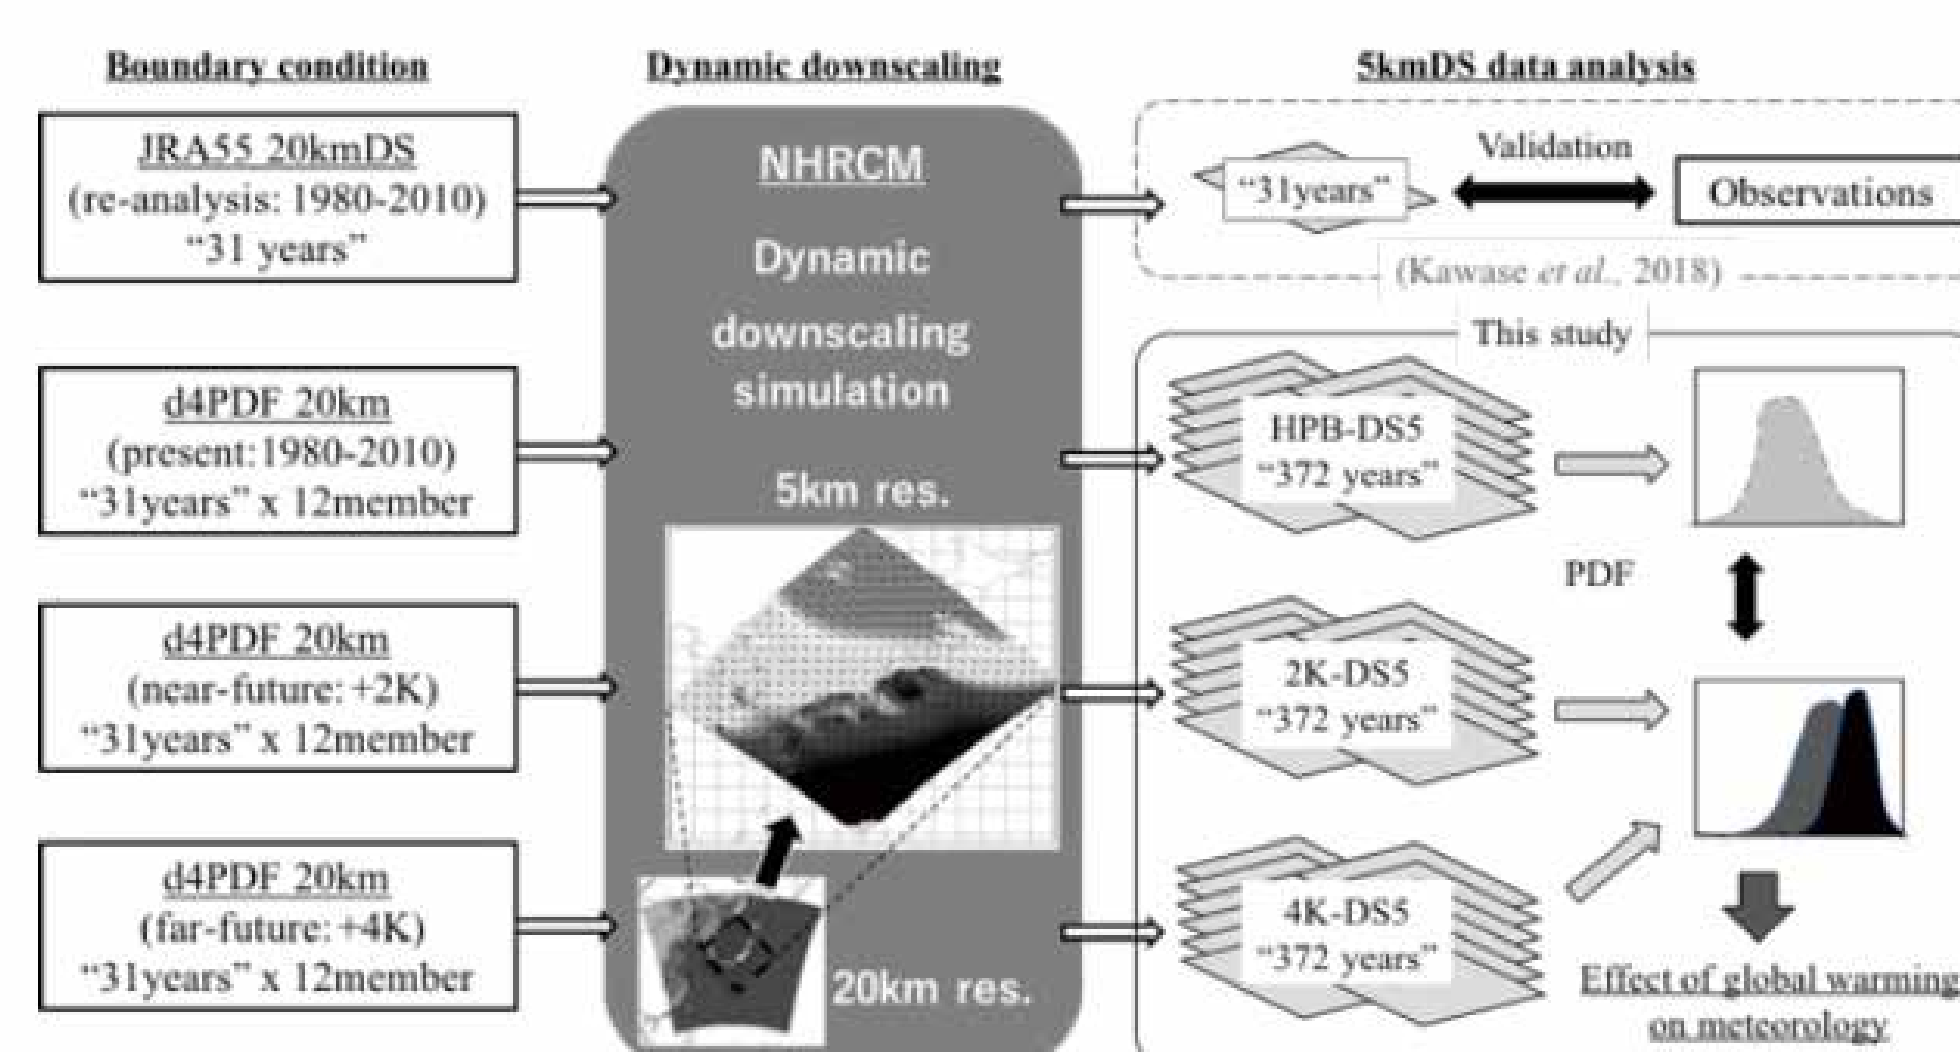 Boundary condition
Dynamic downscaling
5kmDS data analysis
JRA55 20kmDS
(re-analysis: 1980-2010)
“31 years”
d4PDF 20km
(present:1980-2010)
“31years” x 12member
d4PDF 20km
(near-future: +2K)
“31years” x 12member
d4PDF 20km
(far-future: +4K)
“31years” x 12member
NHRCM
Dynamic
downscaling
simulation
5km res.
20km res.
“31years”
Validation
Observations
(Kawase et al., 2018)
This study
HPB-DS5
“372 years”
PDF
2K-DS5
“372 years”
4K-DS5
“372 years”
Effect of global warming
on meteorology